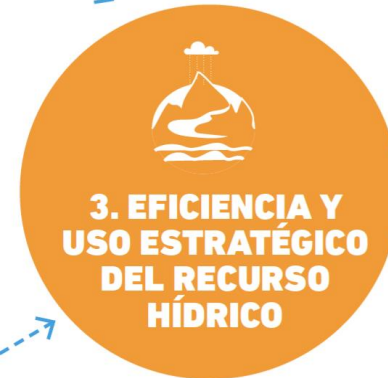 3. EFICIENCIA Y
USO ESTRATÉGICO
DEL RECURSO
HÍDRICO